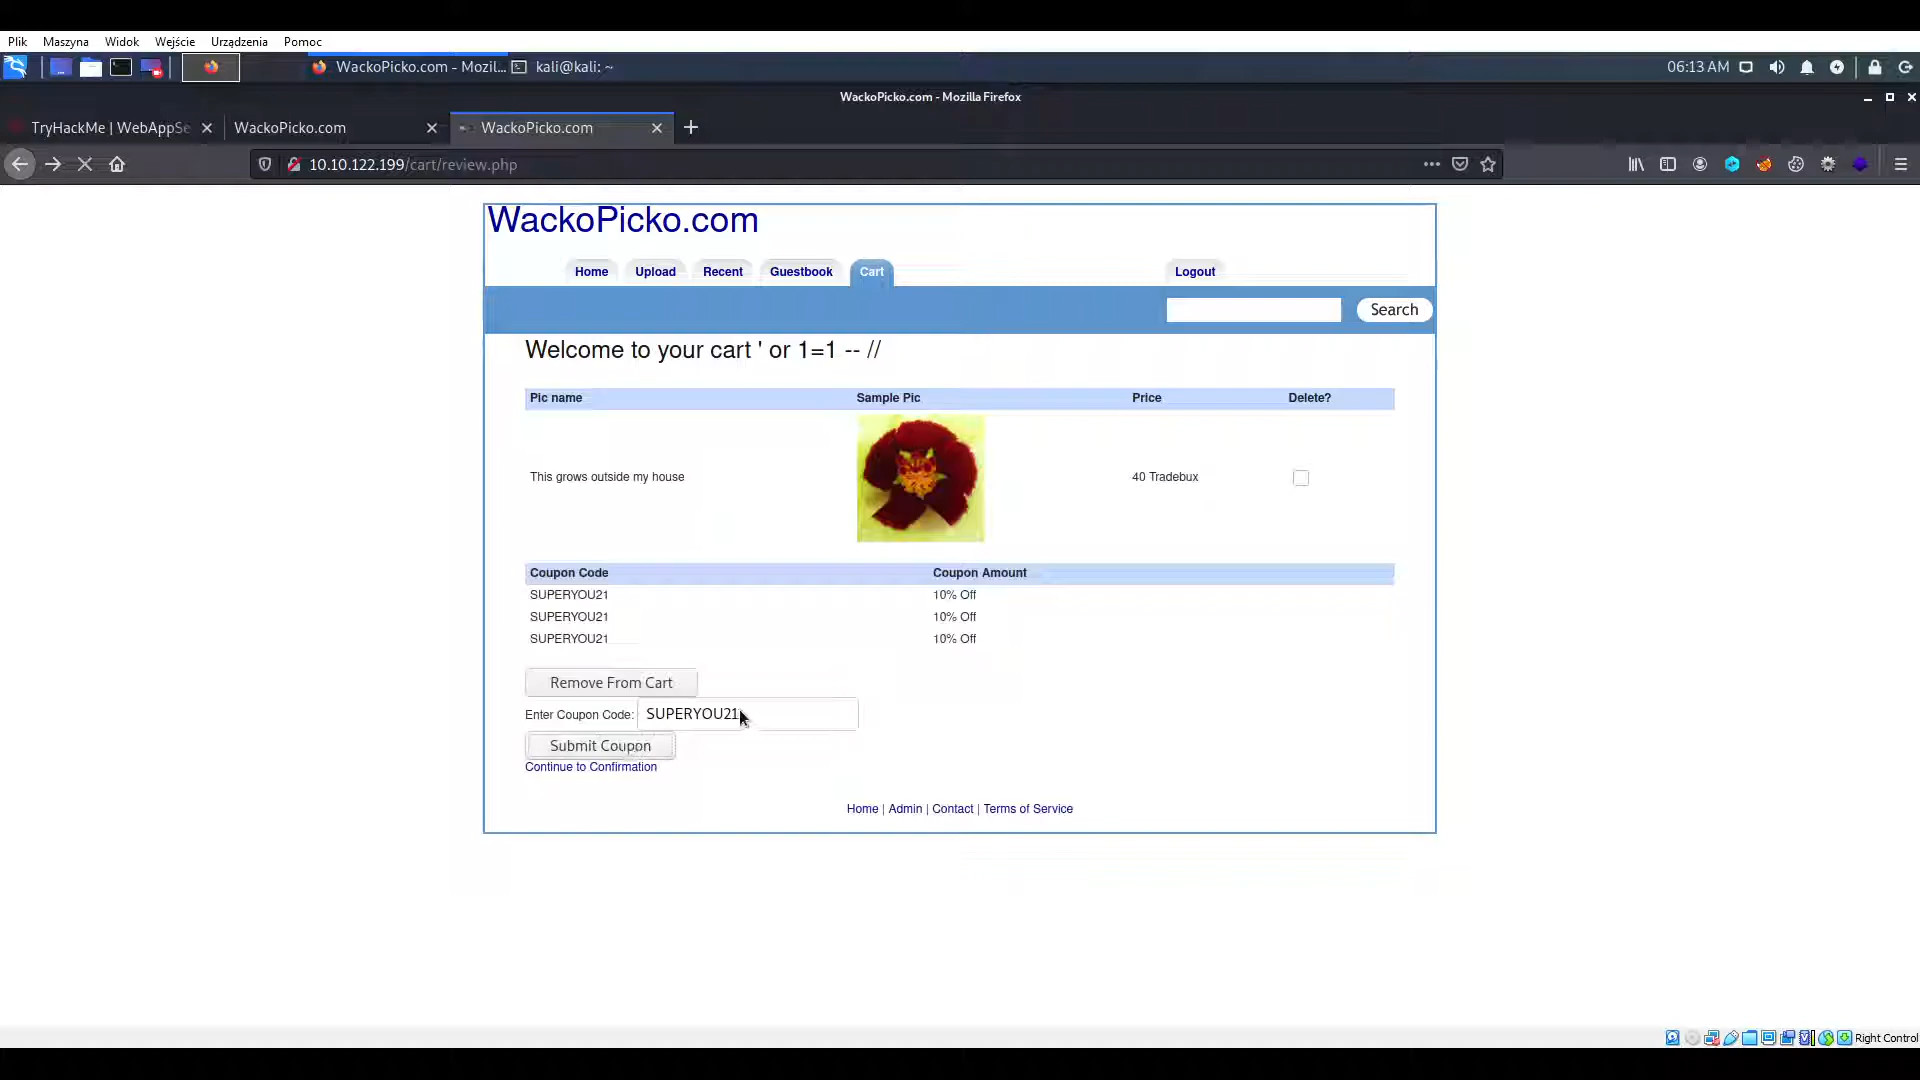 Plik Maszyna Widok Wejście Urządzenia Pomoc
WackoPicko.com - Mozil... kali@kali: ~ 06:13 AM
WackoPicko.com - Mozilla Firefox
TryHackMe | WebAppSe WackoPicko.com WackoPicko.com
10.10.122.199/cart/review.php
WackoPicko.com
Home Upload Recent Guestbook Cart Logout
Search
Welcome to your cart ' or 1=1 -- //
Pic name Sample Pic Price Delete?
This grows outside my house 40 Tradebux
Coupon Code Coupon Amount
SUPERYOU21 10% Off
SUPERYOU21 10% Off
SUPERYOU21 10% Off
Remove From Cart
Enter Coupon Code: SUPERYOU21
Submit Coupon
Continue to Confirmation
Home | Admin | Contact | Terms of Service
Right Control